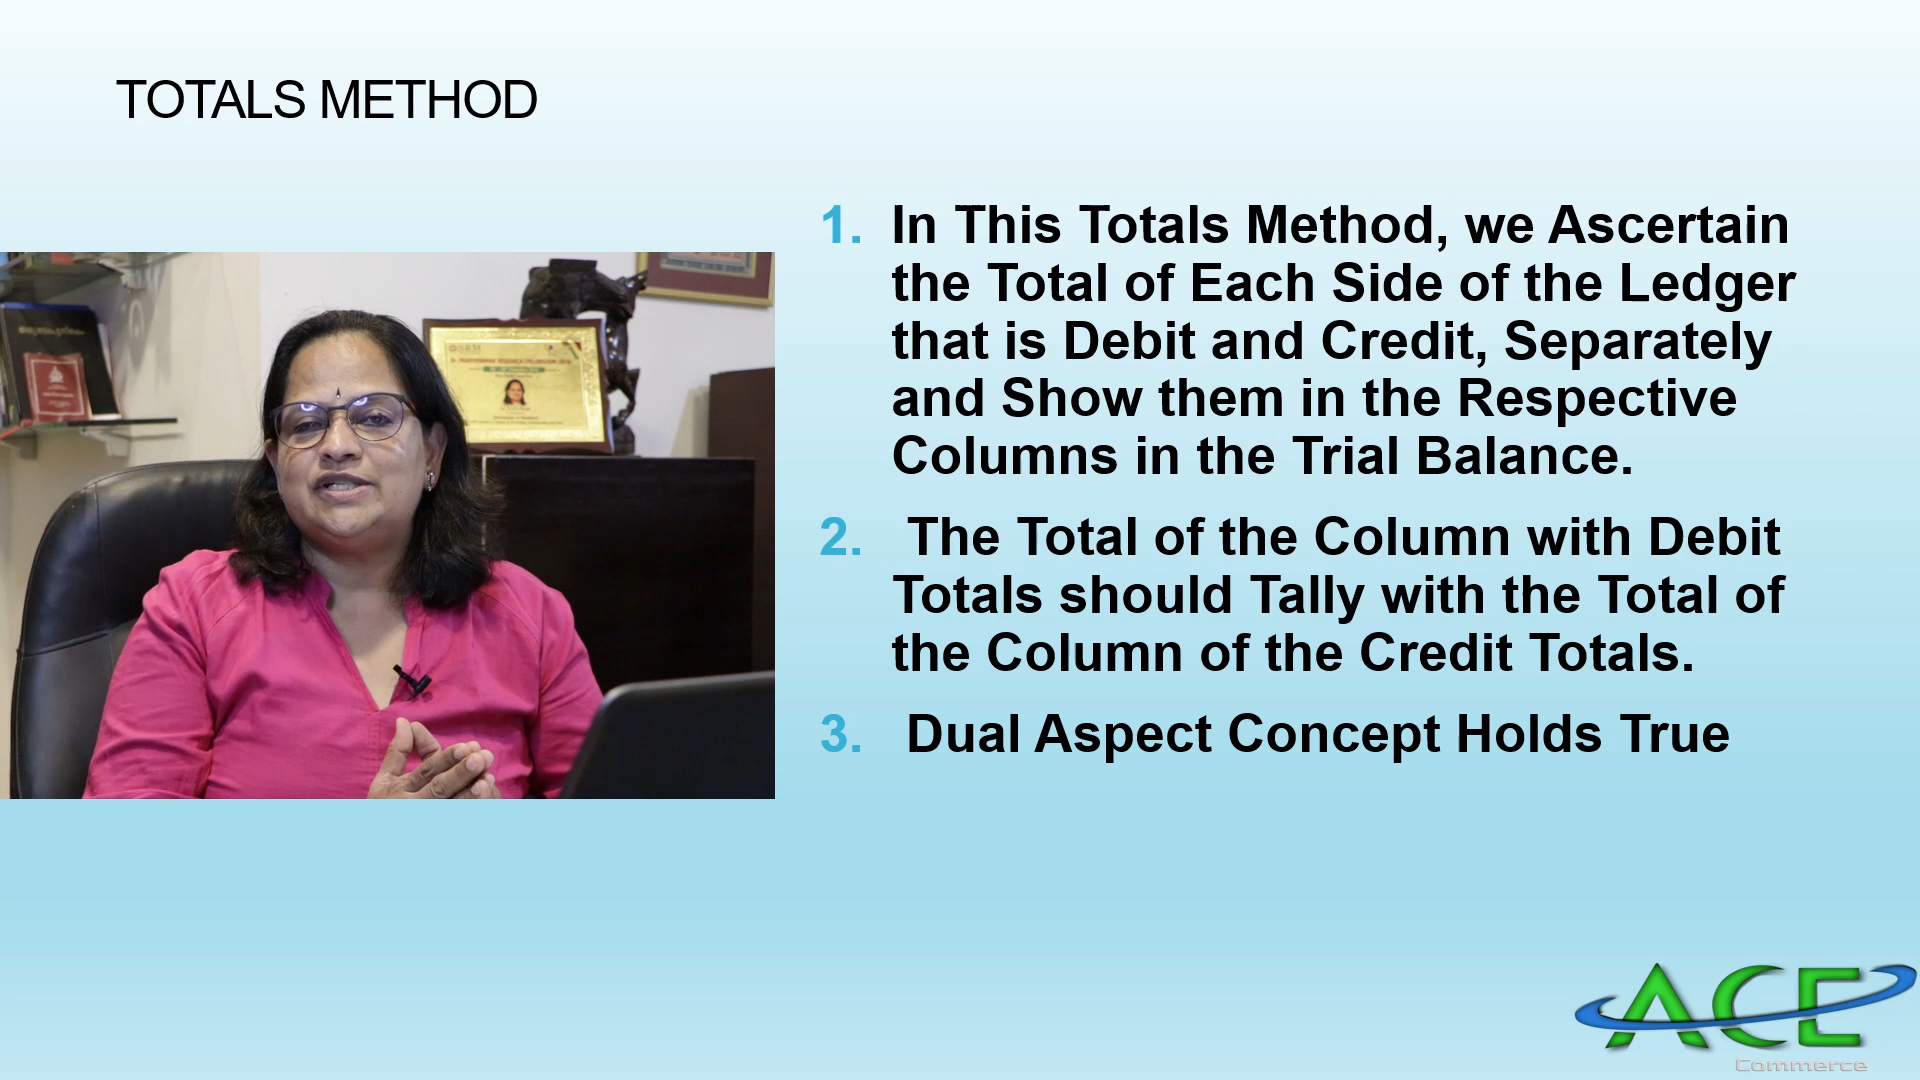 TOTALS METHOD
1. In This Totals Method, we Ascertain
the Total of Each Side of the Ledger
that is Debit and Credit, Separately
and Show them in the Respective
Columns in the Trial Balance.
2. The Total of the Column with Debit
Totals should Tally with the Total of
the Column of the Credit Totals.
3. Dual Aspect Concept Holds True
ACE
Commerce